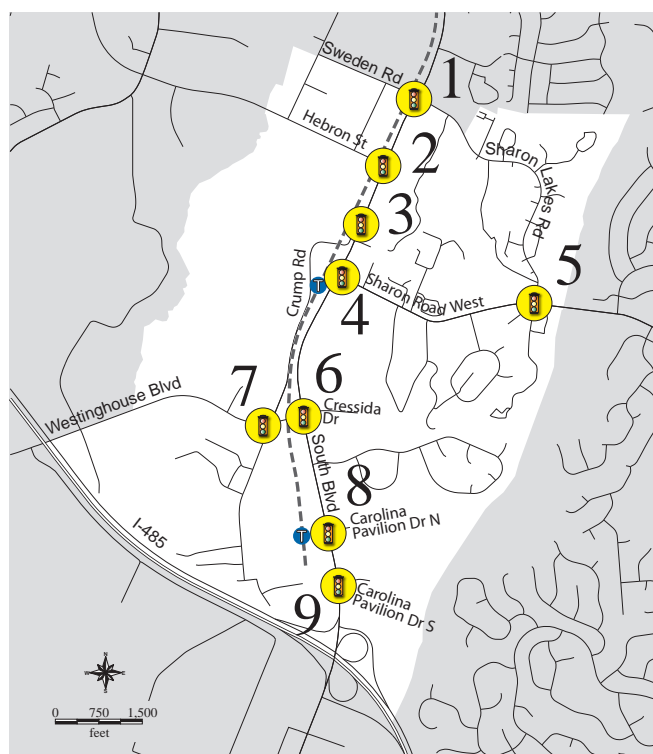 1
Sweden Rd
Hebron St
2
Sharon
Lakes Rd
3
5
Crump Rd
T
4
Sharon Road West
7
6
Westinghouse Blvd
Cressida
Dr
South Blvd
8
Carolina
Pavilion Dr N
T
I-485
9
Carolina
Pavilion Dr S
N
W
E
S
0 750 1,500
feet